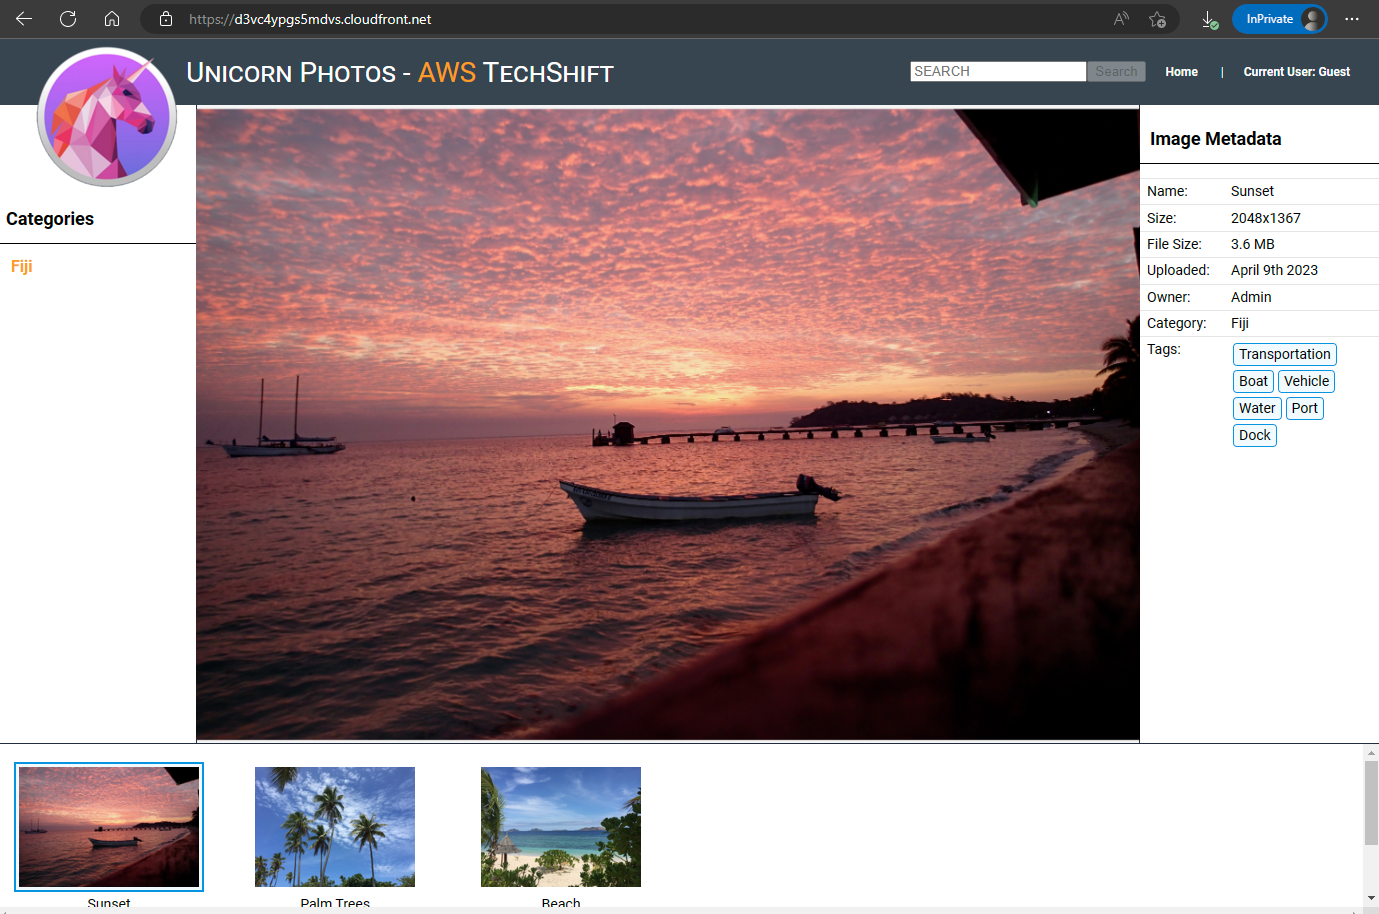 https://d3vc4ypgs5mdvs.cloudfront.net
InPrivate
Unicorn Photos - AWS TechShift
SEARCH
Search
Home | Current User: Guest
Categories
Fiji
Image Metadata
Name: Sunset
Size: 2048x1367
File Size: 3.6 MB
Uploaded: April 9th 2023
Owner: Admin
Category: Fiji
Tags: Transportation
Boat Vehicle
Water Port
Dock
Sunset
Palm Trees
Beach